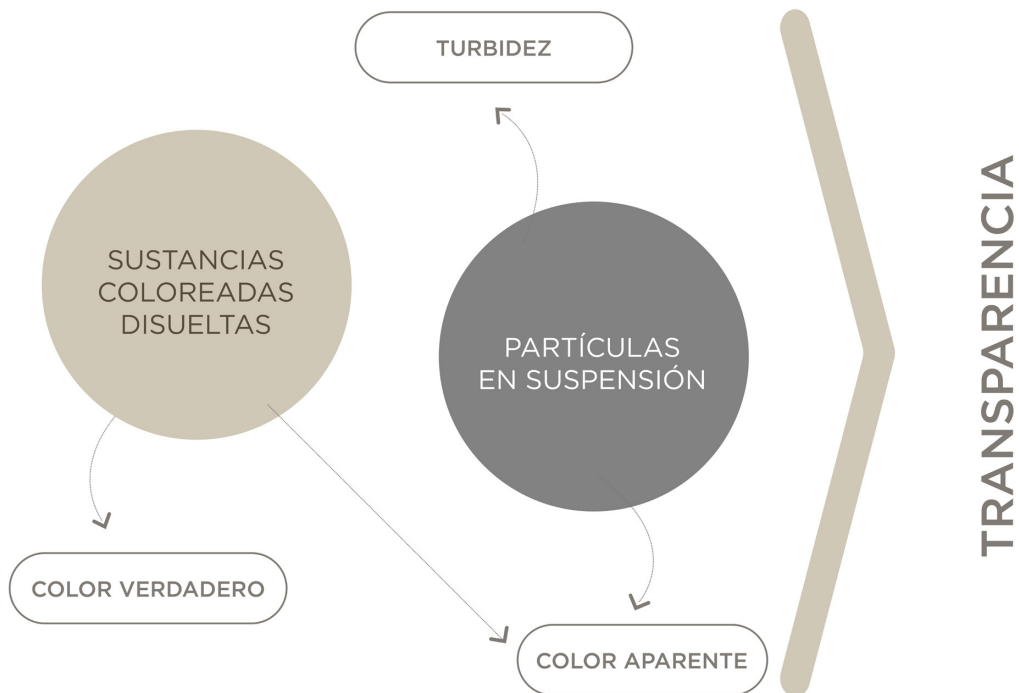 TURBIDEZ
SUSTANCIAS
COLOREADAS
DISUELTAS
PARTÍCULAS
EN SUSPENSIÓN
COLOR VERDADERO
COLOR APARENTE
TRANSPARENCIA